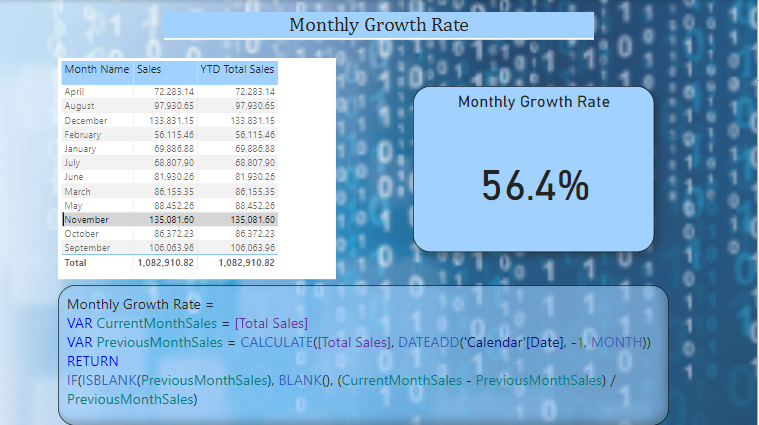 Monthly Growth Rate
Month Name Sales YTD Total Sales
April 72,283.14 72,283.14
August 97,930.65 97,930.65
December 133,831.15 133,831.15
February 56,115.46 56,115.46
January 69,886.88 69,886.88
July 68,807.90 68,807.90
June 81,930.26 81,930.26
March 86,155.35 86,155.35
May 88,452.26 88,452.26
November 135,081.60 135,081.60
October 86,372.23 86,372.23
September 106,063.96 106,063.96
Total 1,082,910.82 1,082,910.82
Monthly Growth Rate
56.4%
Monthly Growth Rate =
VAR CurrentMonthSales = [Total Sales]
VAR PreviousMonthSales = CALCULATE([Total Sales], DATEADD('Calendar'[Date], -1, MONTH))
RETURN
IF(ISBLANK(PreviousMonthSales), BLANK(), (CurrentMonthSales - PreviousMonthSales) /
PreviousMonthSales)